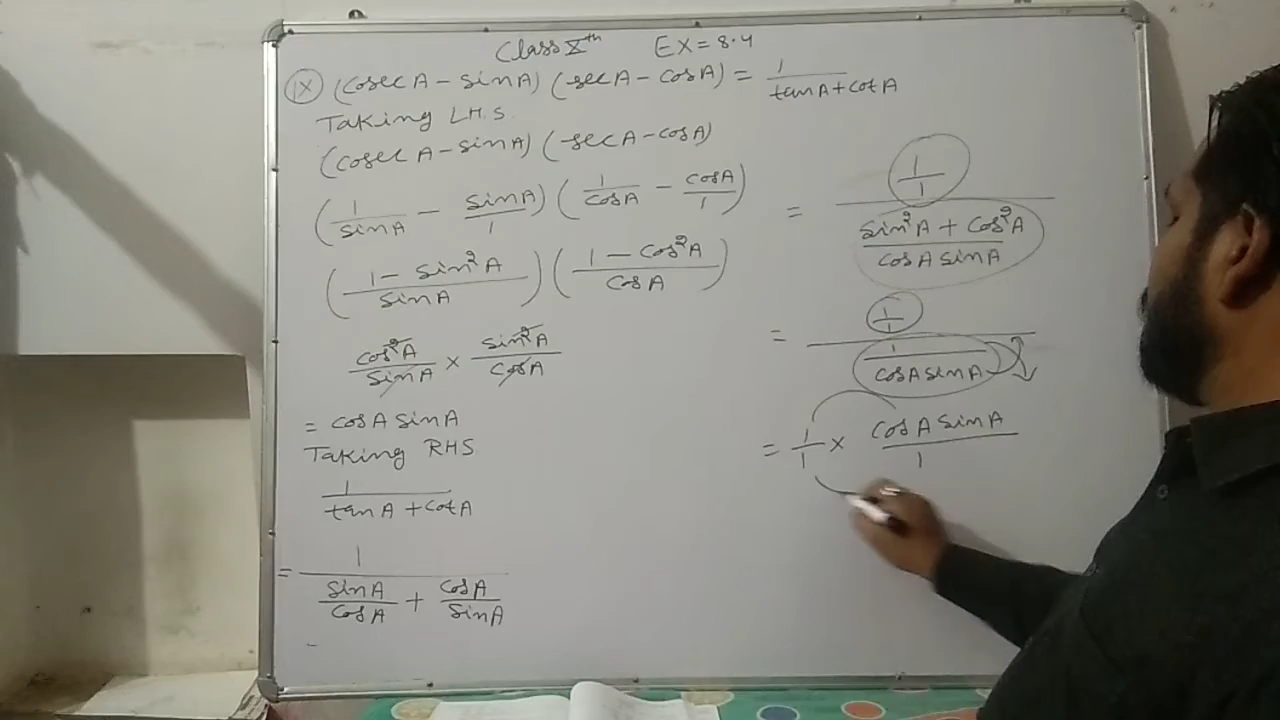 Class Xth EX = 8.4
(ix) (cosec A - sin A) (sec A - cos A) = 1/(tan A + cot A)
Taking L.H.S.
(cosec A - sin A) (sec A - cos A)
(1/sin A - sin A/1) (1/cos A - cos A/1)
((1 - sin²A)/sin A) ((1 - cos²A)/cos A)
cos²A/sin A × sin²A/cos A
= cos A sin A
Taking RHS
1/(tan A + cot A)
= 1/(sin A/cos A + cos A/sin A)
-
= (1/1)/((sin²A + cos²A)/(cos A sin A))
= (1/1)/(1/(cos A sin A))
= 1/1 × cos A sin A/1